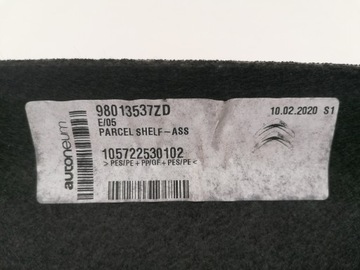 autoneum
98013537ZD
E/05
PARCEL SHELF-ASS
105722530102
>PES/PE+PP/GF+PES/PE<
10.02.2020 S1